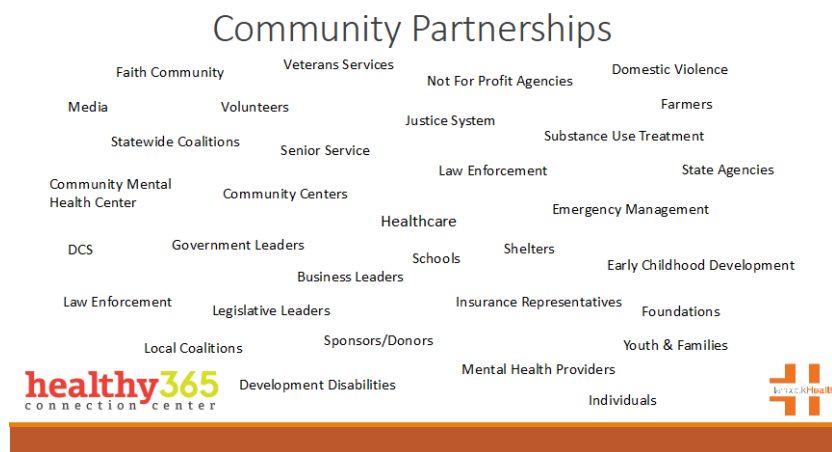 Community Partnerships
Veterans Services
Faith Community
Domestic Violence
Not For Profit Agencies
Media
Volunteers
Farmers
Justice System
Statewide Coalitions
Substance Use Treatment
Senior Service
Law Enforcement
State Agencies
Community Mental
Health Center
Community Centers
Emergency Management
Healthcare
DCS
Government Leaders
Shelters
Schools
Early Childhood Development
Business Leaders
Law Enforcement
Legislative Leaders
Insurance Representatives
Foundations
Local Coalitions
Sponsors/Donors
Youth & Families
Mental Health Providers
healthy365
connection center
Development Disabilities
Individuals